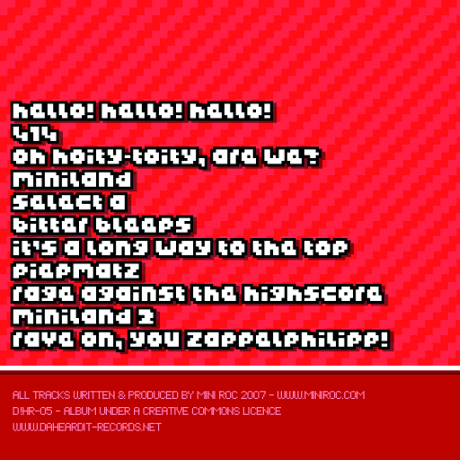 Hallo! Hallo! Hallo!
414
Oh hoity-toity, are we?
Miniland
Select a
Bitter bleeps
It's a long way to the top
Piepmatz
Rage against the highscore
Miniland 2
Rave on, you Zappelphilipp!
ALL TRACKS WRITTEN & PRODUCED BY MINI ROC 2007 - WWW.MINIROC.COM
D!HR-05 - ALBUM UNDER A CREATIVE COMMONS LICENCE
WWW.DAHEARDIT-RECORDS.NET